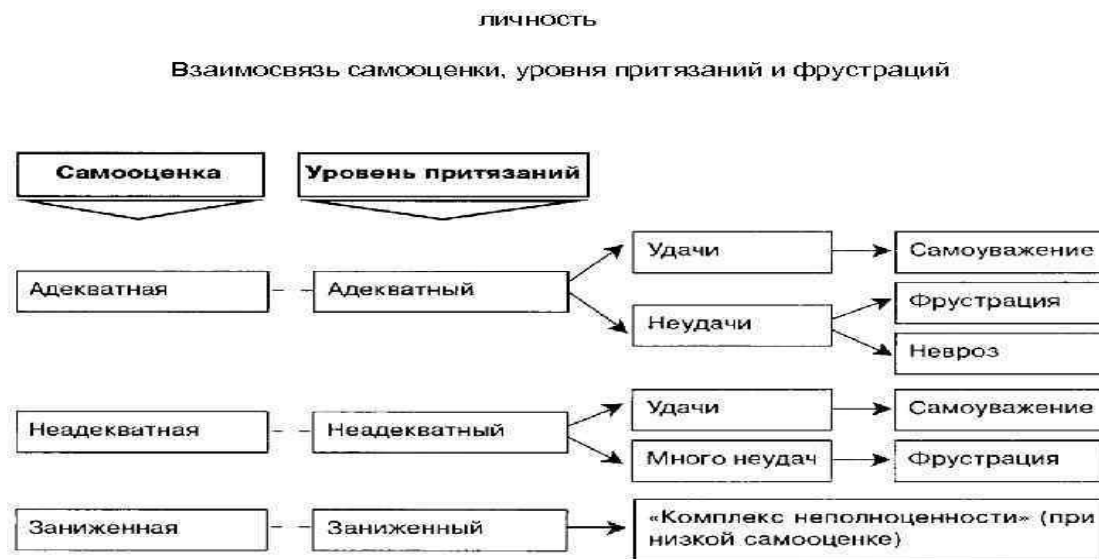 личность
Взаимосвязь самооценки, уровня притязаний и фрустраций
Самооценка
Уровень притязаний
Адекватная
Адекватный
Удачи
Самоуважение
Неудачи
Фрустрация
Невроз
Неадекватная
Неадекватный
Удачи
Самоуважение
Много неудач
Фрустрация
Заниженная
Заниженный
«Комплекс неполноценности» (при
низкой самооценке)